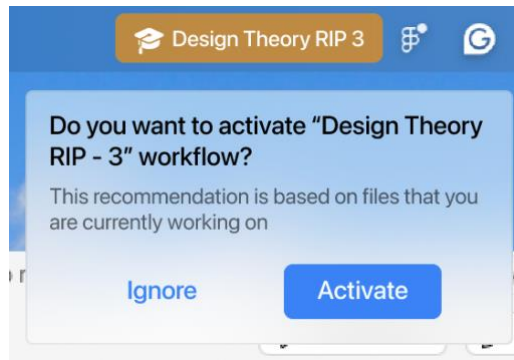 Design Theory RIP 3
Do you want to activate “Design Theory
RIP - 3” workflow?
This recommendation is based on files that you
are currently working on
Ignore
Activate